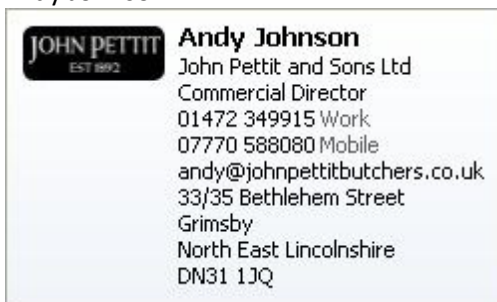 JOHN PETTIT
EST 1892
Andy Johnson
John Pettit and Sons Ltd
Commercial Director
01472 349915 Work
07770 588080 Mobile
andy@johnpettitbutchers.co.uk
33/35 Bethlehem Street
Grimsby
North East Lincolnshire
DN31 1JQ